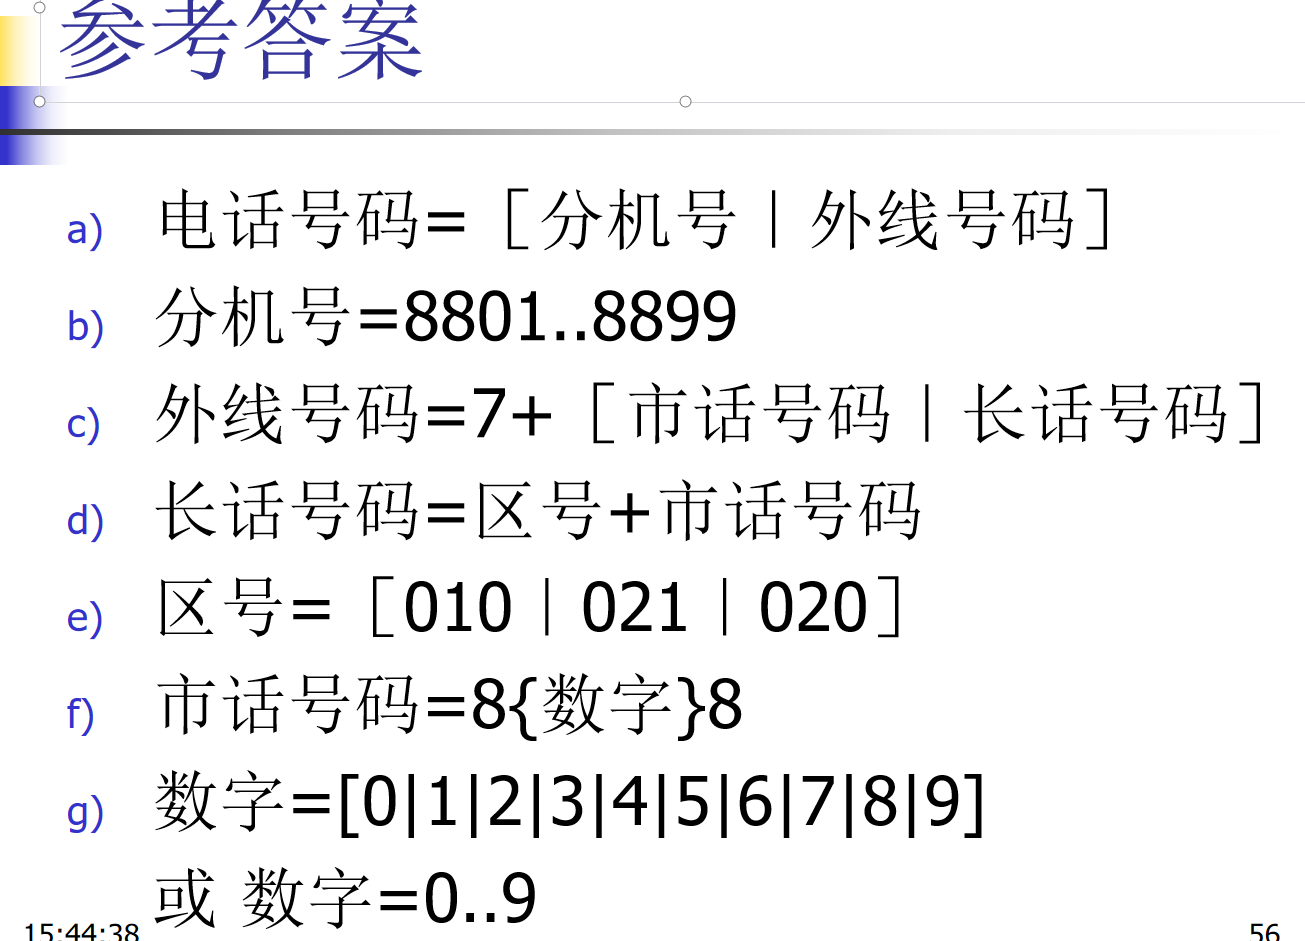 参考答案
a) 电话号码=［分机号｜外线号码］
b) 分机号=8801..8899
c) 外线号码=7+［市话号码｜长话号码］
d) 长话号码=区号+市话号码
e) 区号=［010｜021｜020］
f) 市话号码=8{数字}8
g) 数字=[0|1|2|3|4|5|6|7|8|9]
或 数字=0..9
15:44:38
56